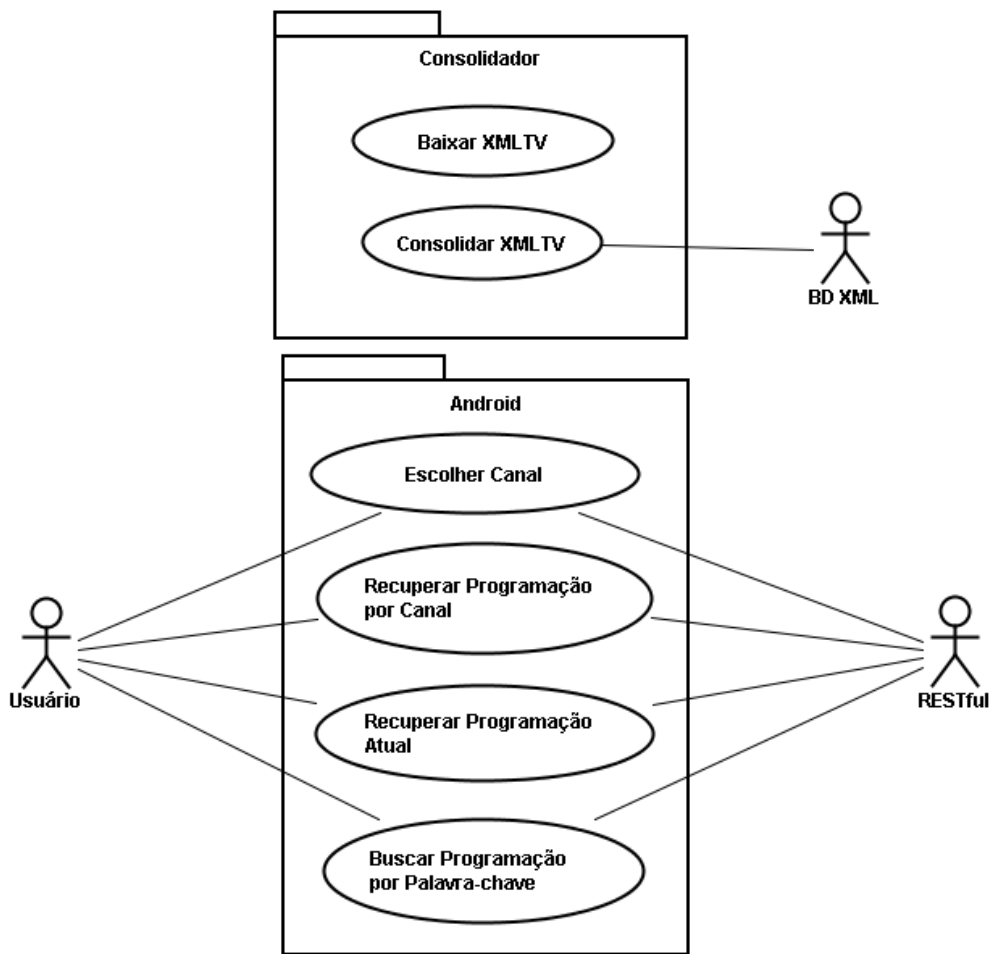 Consolidador
Baixar XMLTV
Consolidar XMLTV
BD XML
Android
Escolher Canal
Recuperar Programação
por Canal
Usuário
RESTful
Recuperar Programação
Atual
Buscar Programação
por Palavra-chave